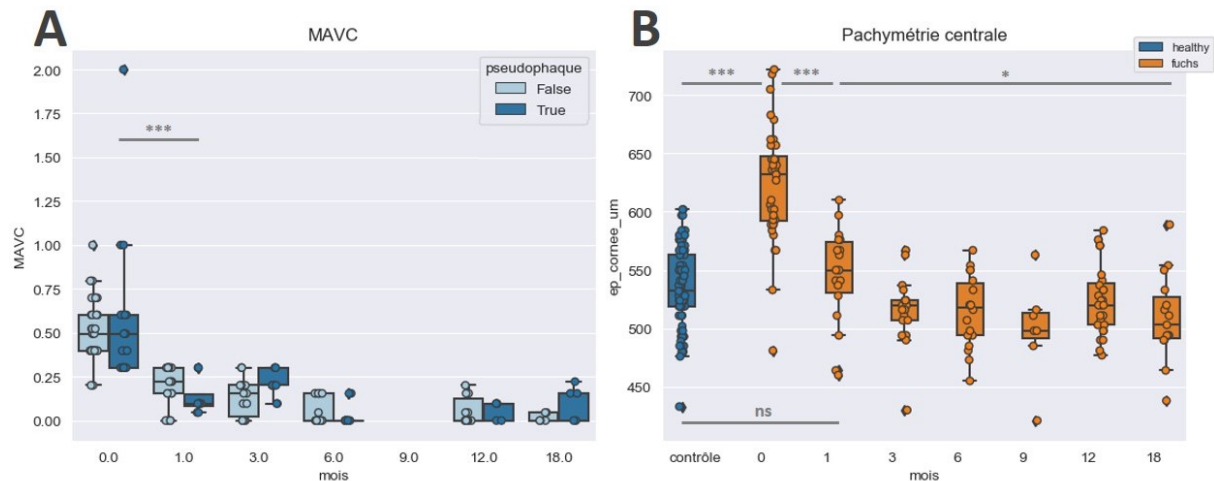 A
MAVC
2.00
1.75
1.50
1.25
1.00
0.75
0.50
0.25
0.00
MAVC
pseudophaque
False
True
***
0.0 1.0 3.0 6.0 9.0 12.0 18.0
mois
B
Pachymétrie centrale
healthy
fuchs
700
650
600
550
500
450
ep_cornee_um
*** *** *
ns
contrôle 0 1 3 6 9 12 18
mois